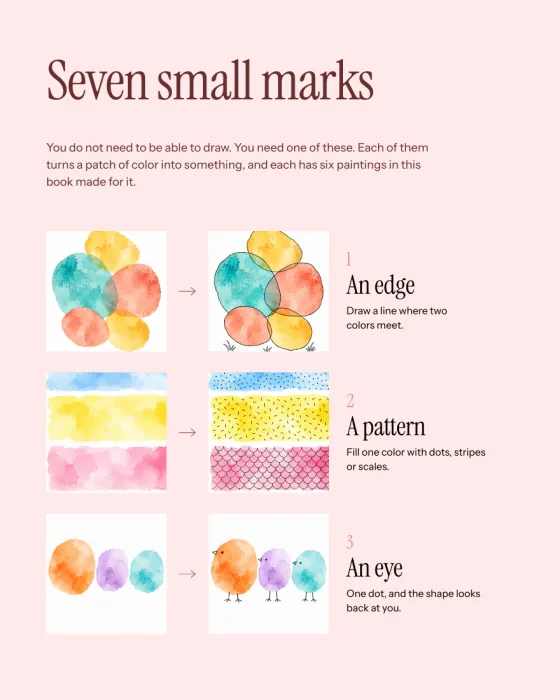 Seven small marks
You do not need to be able to draw. You need one of these. Each of them
turns a patch of color into something, and each has six paintings in this
book made for it.
1
An edge
Draw a line where two
colors meet.
2
A pattern
Fill one color with dots, stripes
or scales.
3
An eye
One dot, and the shape looks
back at you.